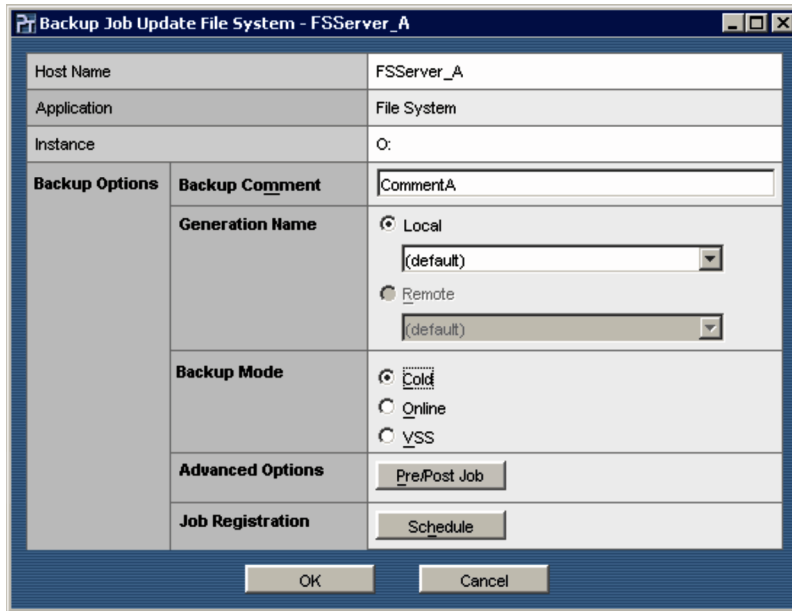 Backup Job Update File System - FSServer_A
Host Name FSServer_A
Application File System
Instance O:
Backup Options Backup Comment CommentA
Generation Name Local
(default)
Remote
(default)
Backup Mode Cold
Online
VSS
Advanced Options Pre/Post Job
Job Registration Schedule
OK Cancel